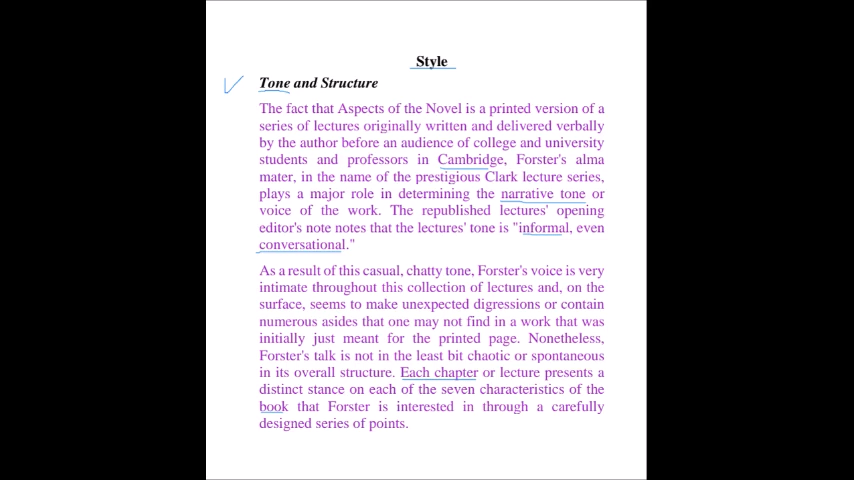 Style
Tone and Structure
The fact that Aspects of the Novel is a printed version of a
series of lectures originally written and delivered verbally
by the author before an audience of college and university
students and professors in Cambridge, Forster's alma
mater, in the name of the prestigious Clark lecture series,
plays a major role in determining the narrative tone or
voice of the work. The republished lectures' opening
editor's note notes that the lectures' tone is "informal, even
conversational."
As a result of this casual, chatty tone, Forster's voice is very
intimate throughout this collection of lectures and, on the
surface, seems to make unexpected digressions or contain
numerous asides that one may not find in a work that was
initially just meant for the printed page. Nonetheless,
Forster's talk is not in the least bit chaotic or spontaneous
in its overall structure. Each chapter or lecture presents a
distinct stance on each of the seven characteristics of the
book that Forster is interested in through a carefully
designed series of points.